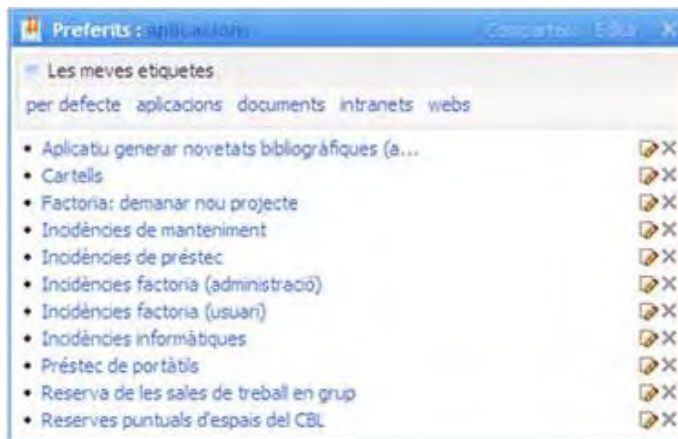 Preferits : aplicacions Comparteix Edita
Les meves etiquetes
per defecte aplicacions documents intranets webs
Aplicatiu generar novetats bibliogràfiques (a...
Cartells
Factoria: demanar nou projecte
Incidències de manteniment
Incidències de préstec
Incidències factoria (administració)
Incidències factoria (usuari)
Incidències informàtiques
Préstec de portàtils
Reserva de les sales de treball en grup
Reserves puntuals d'espais del CBL